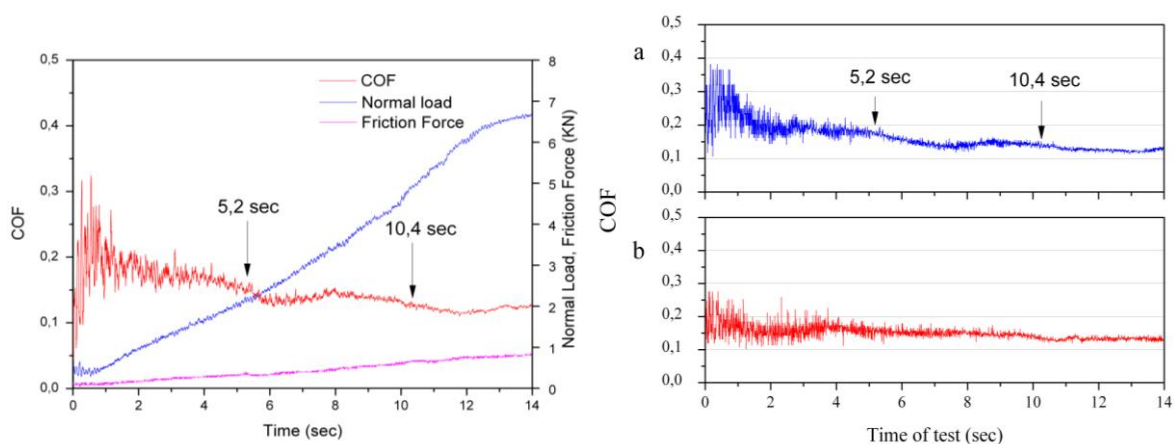 0,5
0,4
0,3
0,2
0,1
0,0
COF
0 2 4 6 8 10 12 14
Time (sec)
8
7
6
5
4
3
2
1
0
Normal Load, Friction Force (KN)
COF
Normal load
Friction Force
5,2 sec
10,4 sec
a
0,5
0,4
0,3
0,2
0,1
0,0
5,2 sec
10,4 sec
COF
b
0,5
0,4
0,3
0,2
0,1
0,0
0 2 4 6 8 10 12 14
Time of test (sec)